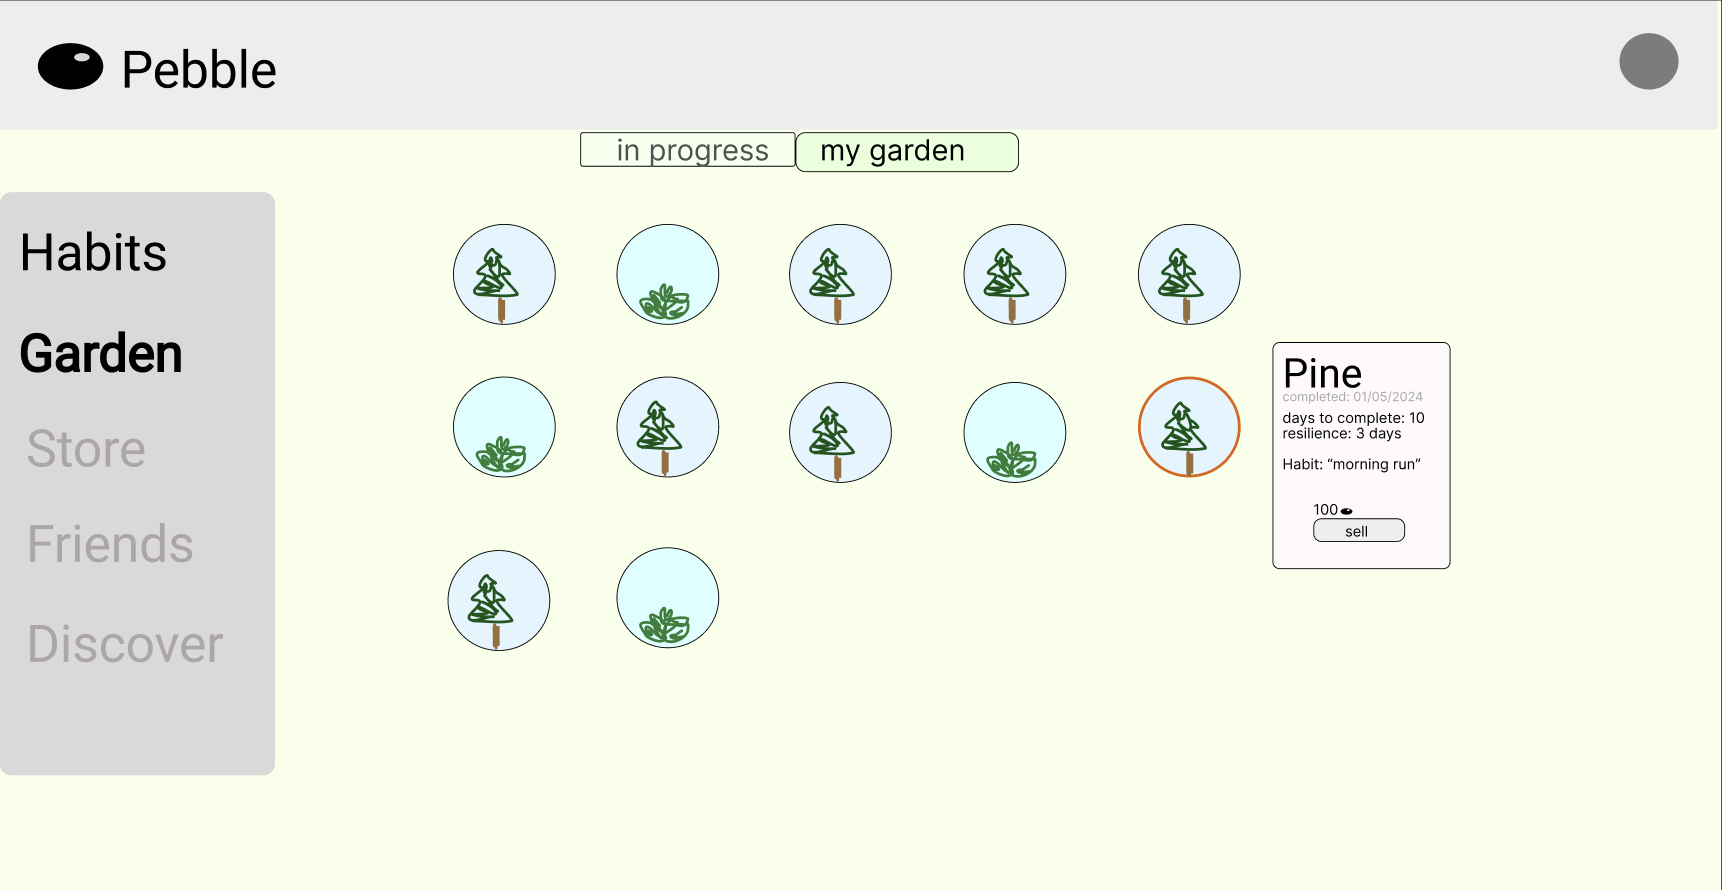 Pebble
in progress
my garden
Habits
Garden
Store
Friends
Discover
Pine
completed: 01/05/2024
days to complete: 10
resilience: 3 days
Habit: “morning run”
100
sell